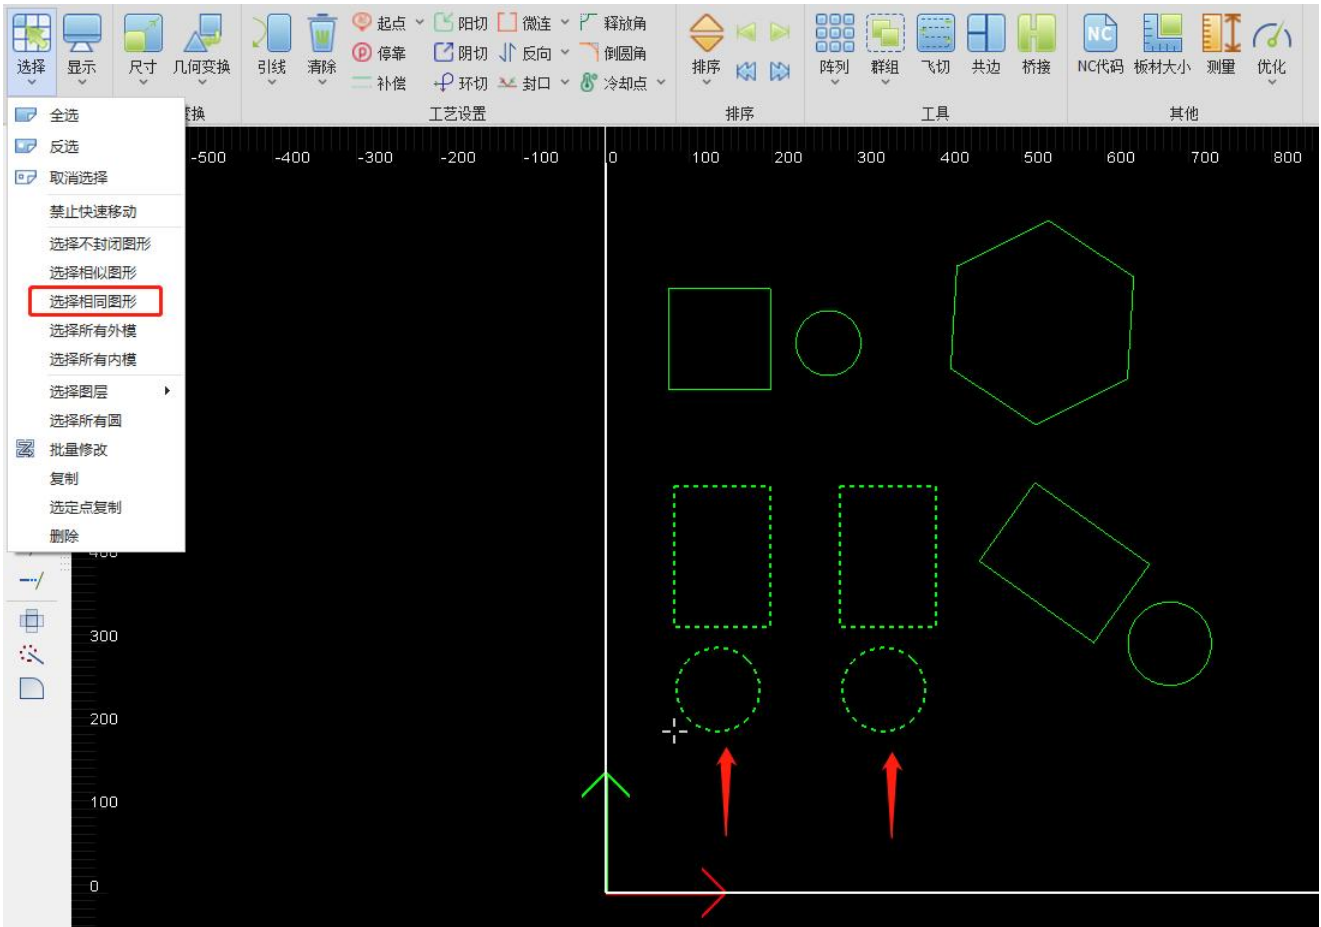 选择
显示
尺寸
几何变换
引线
清除
起点
阳切
微连
释放角
停靠
阴切
反向
倒圆角
补偿
环切
封口
冷却点
排序
阵列
群组
飞切
共边
桥接
NC
NC代码
板材大小
测量
优化
变换
工艺设置
排序
工具
其他
全选
反选
取消选择
禁止快速移动
选择不封闭图形
选择相似图形
选择相同图形
选择所有外模
选择所有内模
选择图层
选择所有圆
批量修改
复制
选定点复制
删除
-500 -400 -300 -200 -100 0 100 200 300 400 500 600 700 800
400
300
200
100
0